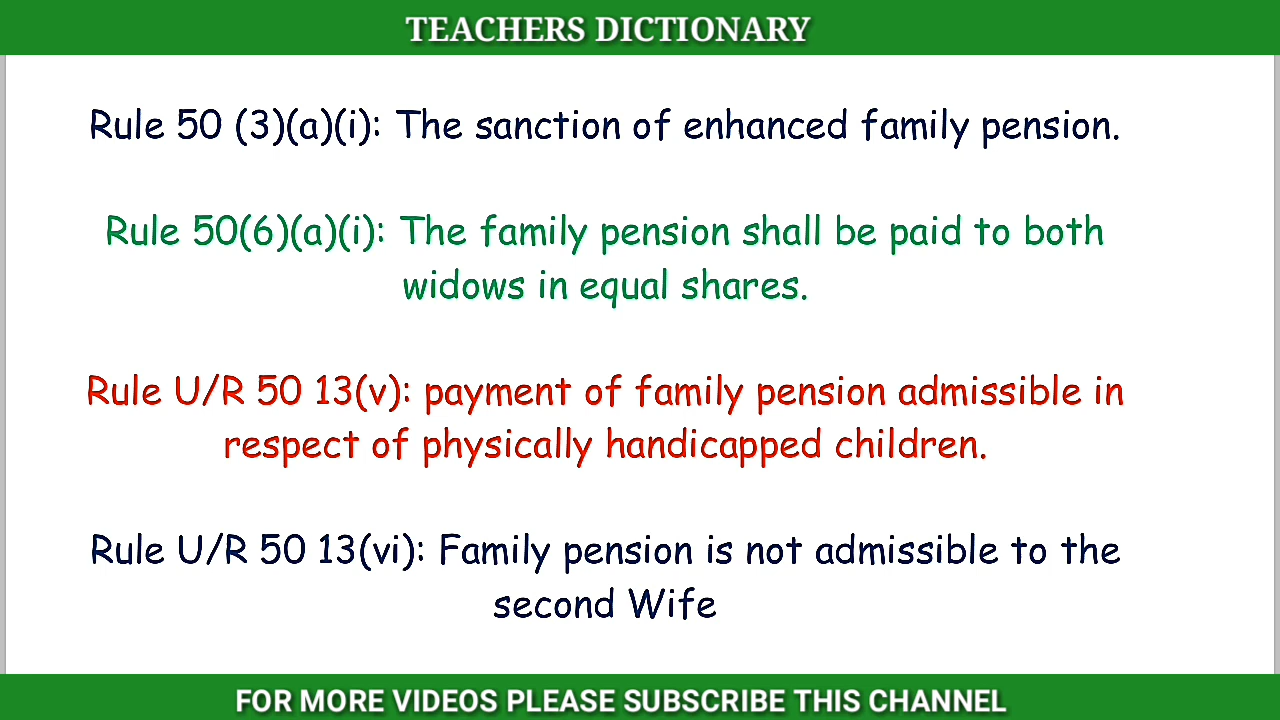 TEACHERS DICTIONARY
Rule 50 (3)(a)(i): The sanction of enhanced family pension.
Rule 50(6)(a)(i): The family pension shall be paid to both
widows in equal shares.
Rule U/R 50 13(v): payment of family pension admissible in
respect of physically handicapped children.
Rule U/R 50 13(vi): Family pension is not admissible to the
second Wife
FOR MORE VIDEOS PLEASE SUBSCRIBE THIS CHANNEL